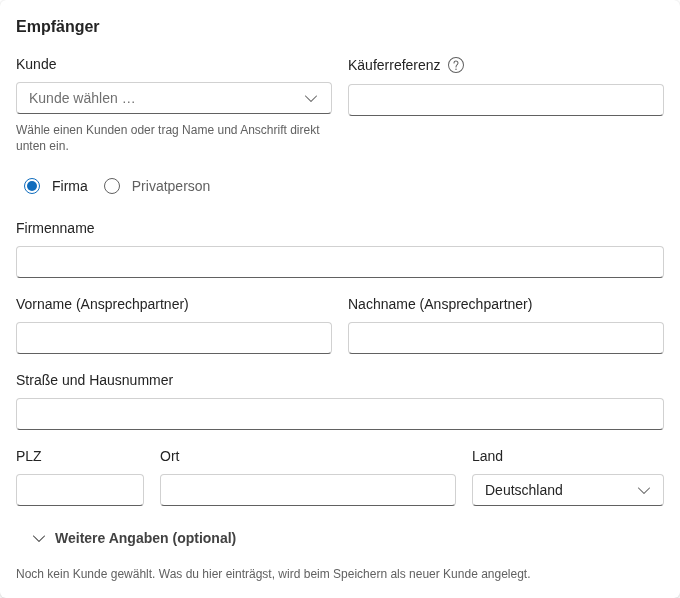 Empfänger
Kunde
Käuferreferenz ?
Kunde wählen …
Wähle einen Kunden oder trag Name und Anschrift direkt
unten ein.
Firma Privatperson
Firmenname
Vorname (Ansprechpartner) Nachname (Ansprechpartner)
Straße und Hausnummer
PLZ Ort Land
Deutschland
Weitere Angaben (optional)
Noch kein Kunde gewählt. Was du hier einträgst, wird beim Speichern als neuer Kunde angelegt.